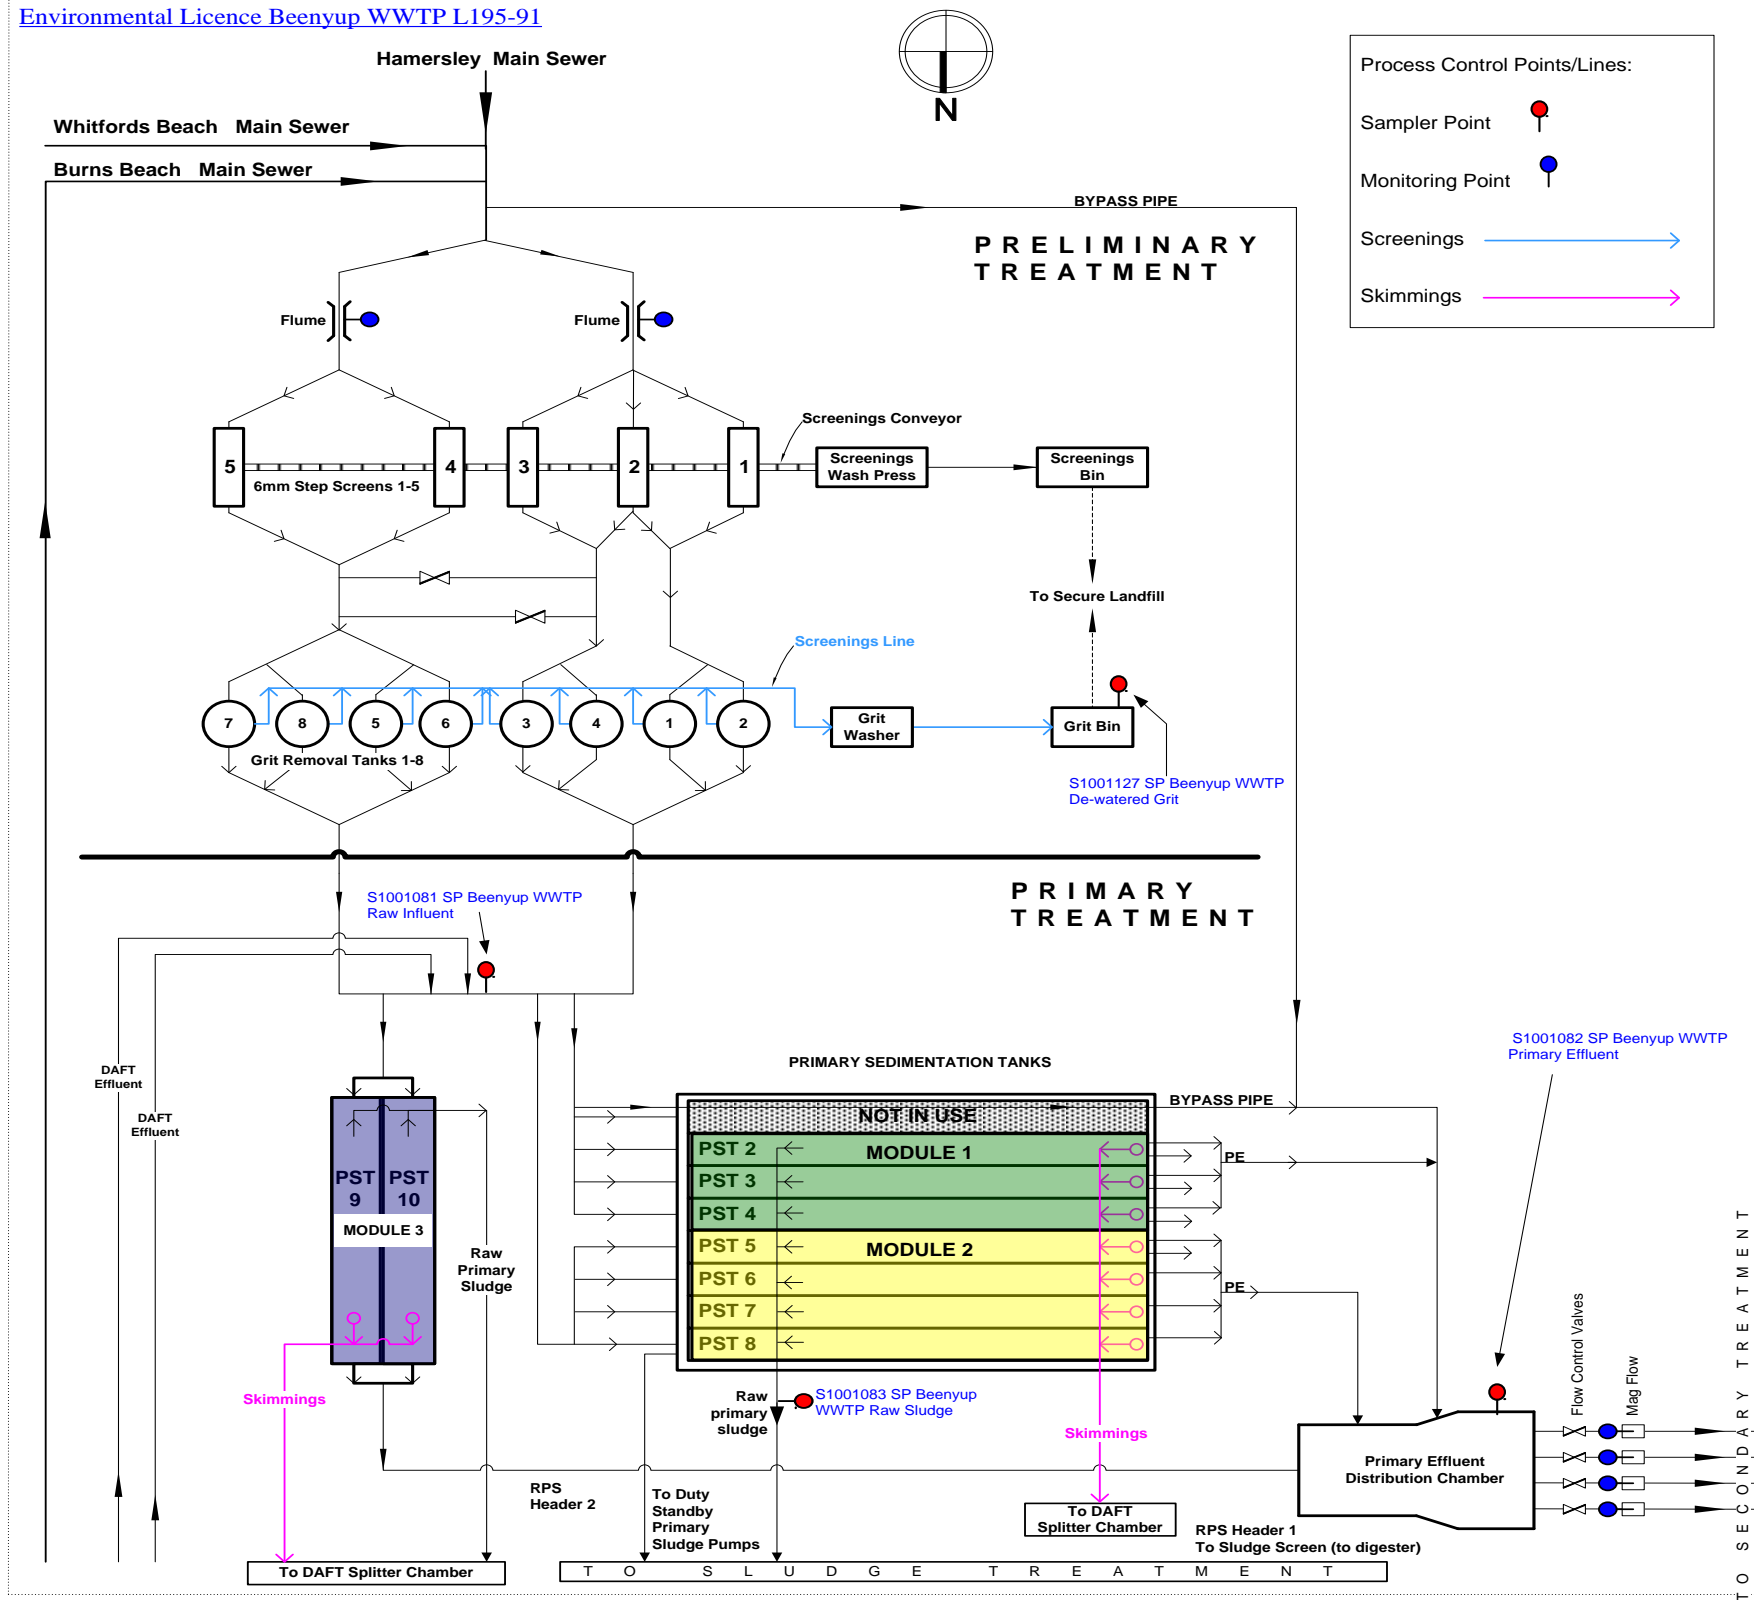 Environmental Licence Beenyup WWTP L195-91
Hamersley Main Sewer
Whitfords Beach Main Sewer
Burns Beach Main Sewer
N
Process Control Points/Lines:
Sampler Point
Monitoring Point
Screenings
Skimmings
BYPASS PIPE
PRELIMINARY
TREATMENT
Flume
Flume
Screenings Conveyor
5
4
3
2
1
6mm Step Screens 1-5
Screenings
Wash Press
Screenings
Bin
To Secure Landfill
Screenings Line
7
8
5
6
3
4
1
2
Grit Removal Tanks 1-8
Grit
Washer
Grit Bin
S1001127 SP Beenyup WWTP
De-watered Grit
PRIMARY
TREATMENT
S1001081 SP Beenyup WWTP
Raw Influent
DAFT
Effluent
DAFT
Effluent
PRIMARY SEDIMENTATION TANKS
S1001082 SP Beenyup WWTP
Primary Effluent
NOT IN USE
BYPASS PIPE
PST 2
MODULE 1
PE
PST 3
PST 4
PST 5
MODULE 2
PST 6
PE
PST 7
PST 8
PST
9
PST
10
MODULE 3
Raw
Primary
Sludge
Skimmings
Raw
primary
sludge
S1001083 SP Beenyup
WWTP Raw Sludge
Skimmings
Flow Control Valves
Mag Flow
TO SECONDARY TREATMENT
Primary Effluent
Distribution Chamber
RPS
Header 2
To Duty
Standby
Primary
Sludge Pumps
To DAFT
Splitter Chamber
RPS Header 1
To Sludge Screen (to digester)
To DAFT Splitter Chamber
TO SLUDGE TREATMENT